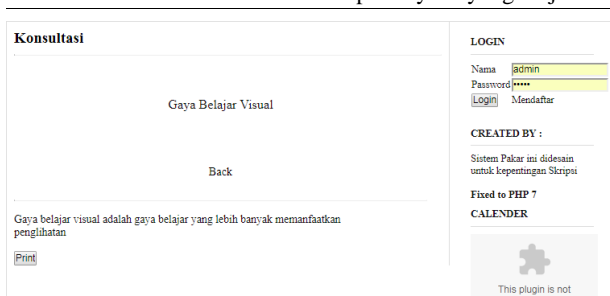 Konsultasi
Gaya Belajar Visual
Back
Gaya belajar visual adalah gaya belajar yang lebih banyak memanfaatkan
penglihatan
Print
LOGIN
Nama admin
Password •••••
Login Mendaftar
CREATED BY :
Sistem Pakar ini didesain
untuk kepentingan Skripsi
Fixed to PHP 7
CALENDER
This plugin is not